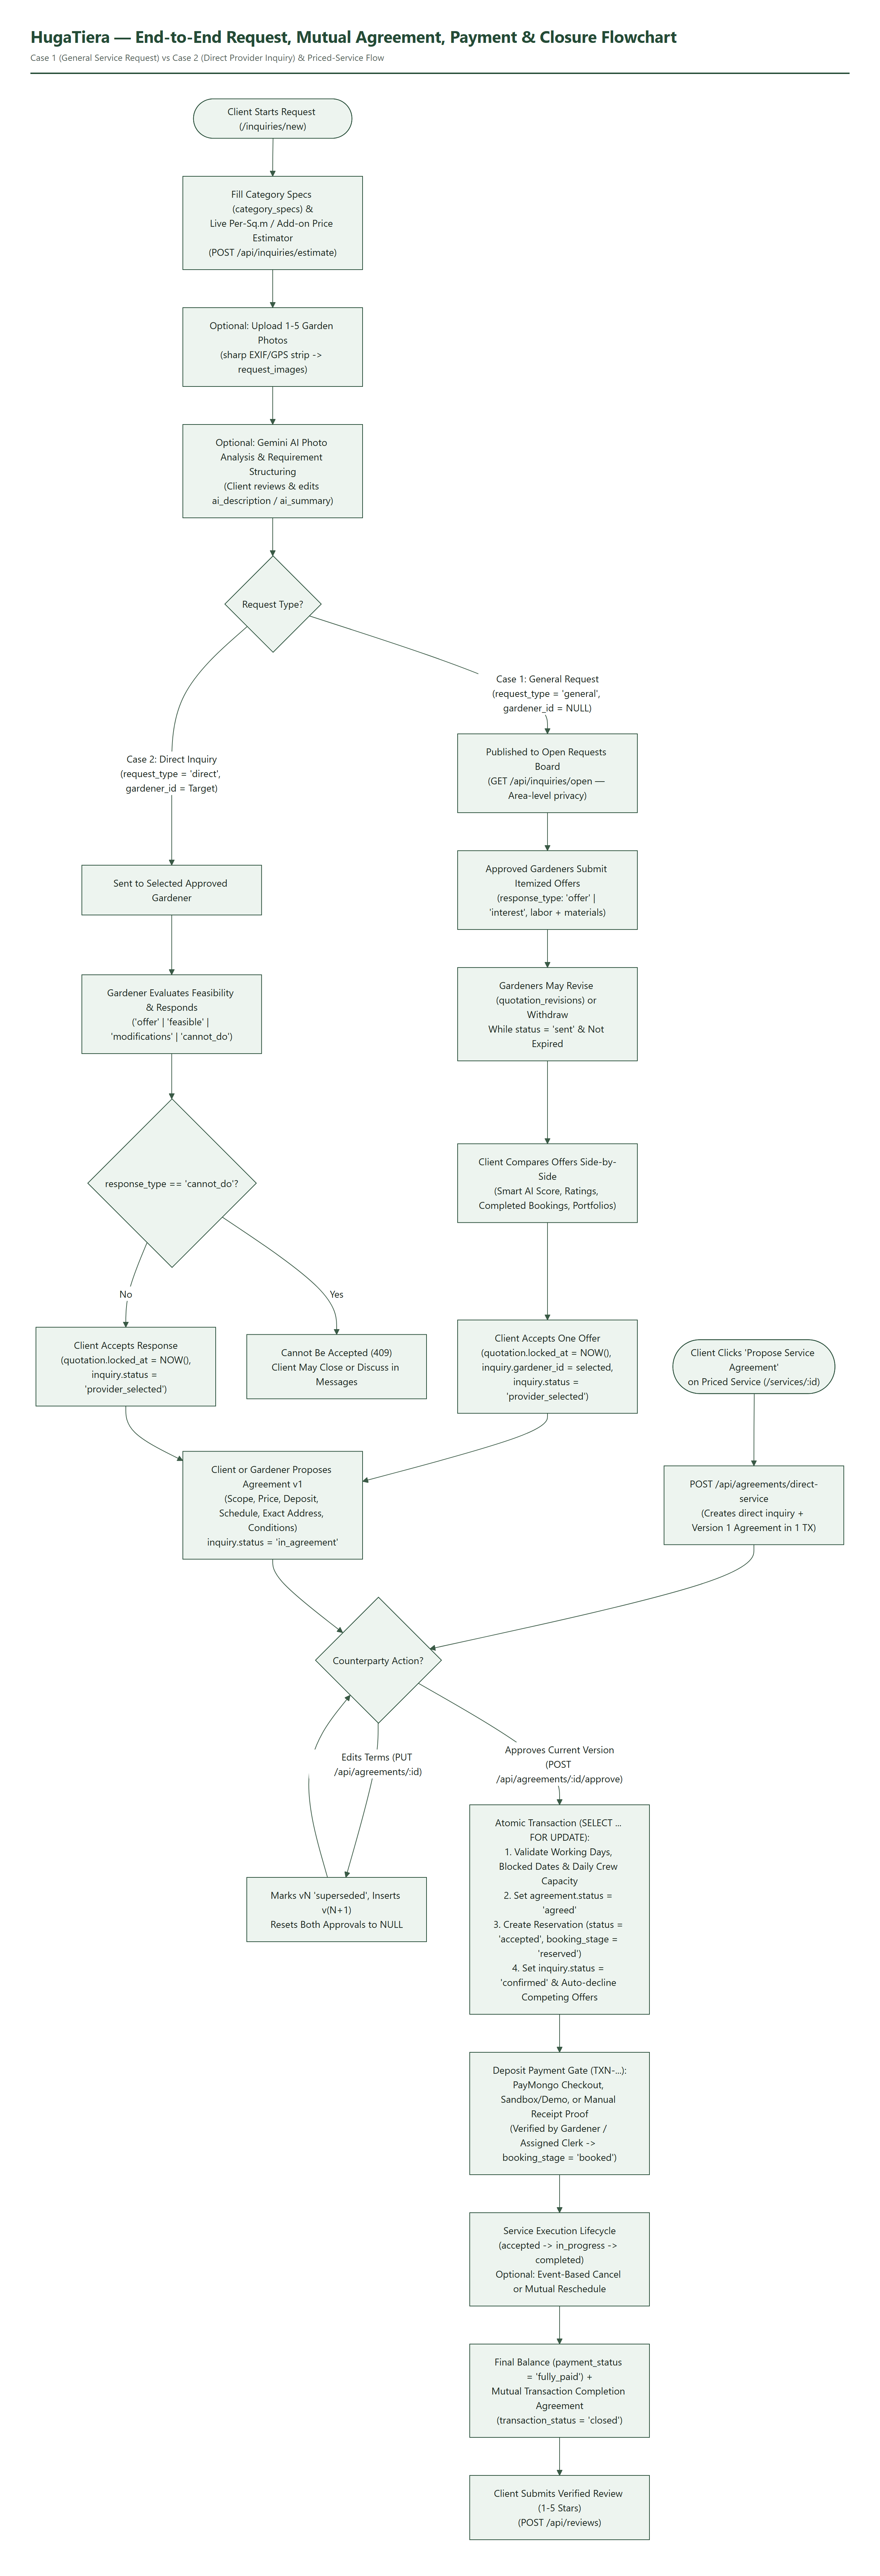 HugaTiera — End-to-End Request, Mutual Agreement, Payment & Closure Flowchart
Case 1 (General Service Request) vs Case 2 (Direct Provider Inquiry) & Priced-Service Flow
Client Starts Request
(/inquiries/new)
Fill Category Specs
(category_specs) &
Live Per-Sq.m / Add-on Price
Estimator
(POST /api/inquiries/estimate)
Optional: Upload 1-5 Garden
Photos
(sharp EXIF/GPS strip ->
request_images)
Optional: Gemini AI Photo
Analysis & Requirement
Structuring
(Client reviews & edits
ai_description / ai_summary)
Request Type?
Case 1: General Request
(request_type = 'general',
gardener_id = NULL)
Published to Open Requests
Board
(GET /api/inquiries/open —
Area-level privacy)
Case 2: Direct Inquiry
(request_type = 'direct',
gardener_id = Target)
Approved Gardeners Submit
Itemized Offers
(response_type: 'offer' |
'interest', labor + materials)
Sent to Selected Approved
Gardener
Gardeners May Revise
(quotation_revisions) or
Withdraw
While status = 'sent' & Not
Expired
Gardener Evaluates Feasibility
& Responds
('offer' | 'feasible' |
'modifications' | 'cannot_do')
response_type == 'cannot_do'?
Client Compares Offers Side-by-
Side
(Smart AI Score, Ratings,
Completed Bookings, Portfolios)
No
Yes
Client Accepts Response
(quotation.locked_at = NOW(),
inquiry.status =
'provider_selected')
Cannot Be Accepted (409)
Client May Close or Discuss in
Messages
Client Accepts One Offer
(quotation.locked_at = NOW(),
inquiry.gardener_id = selected,
inquiry.status =
'provider_selected')
Client Clicks 'Propose Service
Agreement'
on Priced Service (/services/:id)
Client or Gardener Proposes
Agreement v1
(Scope, Price, Deposit,
Schedule, Exact Address,
Conditions)
inquiry.status = 'in_agreement'
POST /api/agreements/direct-
service
(Creates direct inquiry +
Version 1 Agreement in 1 TX)
Counterparty Action?
Edits Terms (PUT
/api/agreements/:id)
Approves Current Version
(POST
/api/agreements/:id/approve)
Marks vN 'superseded', Inserts
v(N+1)
Resets Both Approvals to NULL
Atomic Transaction (SELECT ...
FOR UPDATE):
1. Validate Working Days,
Blocked Dates & Daily Crew
Capacity
2. Set agreement.status =
'agreed'
3. Create Reservation (status =
'accepted', booking_stage =
'reserved')
4. Set inquiry.status =
'confirmed' & Auto-decline
Competing Offers
Deposit Payment Gate (TXN-...):
PayMongo Checkout,
Sandbox/Demo, or Manual
Receipt Proof
(Verified by Gardener /
Assigned Clerk ->
booking_stage = 'booked')
Service Execution Lifecycle
(accepted -> in_progress ->
completed)
Optional: Event-Based Cancel
or Mutual Reschedule
Final Balance (payment_status
= 'fully_paid') +
Mutual Transaction Completion
Agreement
(transaction_status = 'closed')
Client Submits Verified Review
(1-5 Stars)
(POST /api/reviews)